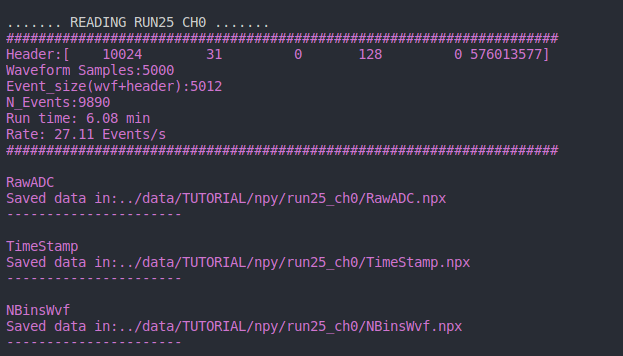 ....... READING RUN25 CH0 .......
#####################################################################
Header:[    10024        31         0       128         0 576013577]
Waveform Samples:5000
Event_size(wvf+header):5012
N_Events:9890
Run time: 6.08 min
Rate: 27.11 Events/s
#####################################################################
RawADC
Saved data in:../data/TUTORIAL/npy/run25_ch0/RawADC.npx
----------------------
TimeStamp
Saved data in:../data/TUTORIAL/npy/run25_ch0/TimeStamp.npx
----------------------
NBinsWvf
Saved data in:../data/TUTORIAL/npy/run25_ch0/NBinsWvf.npx
----------------------